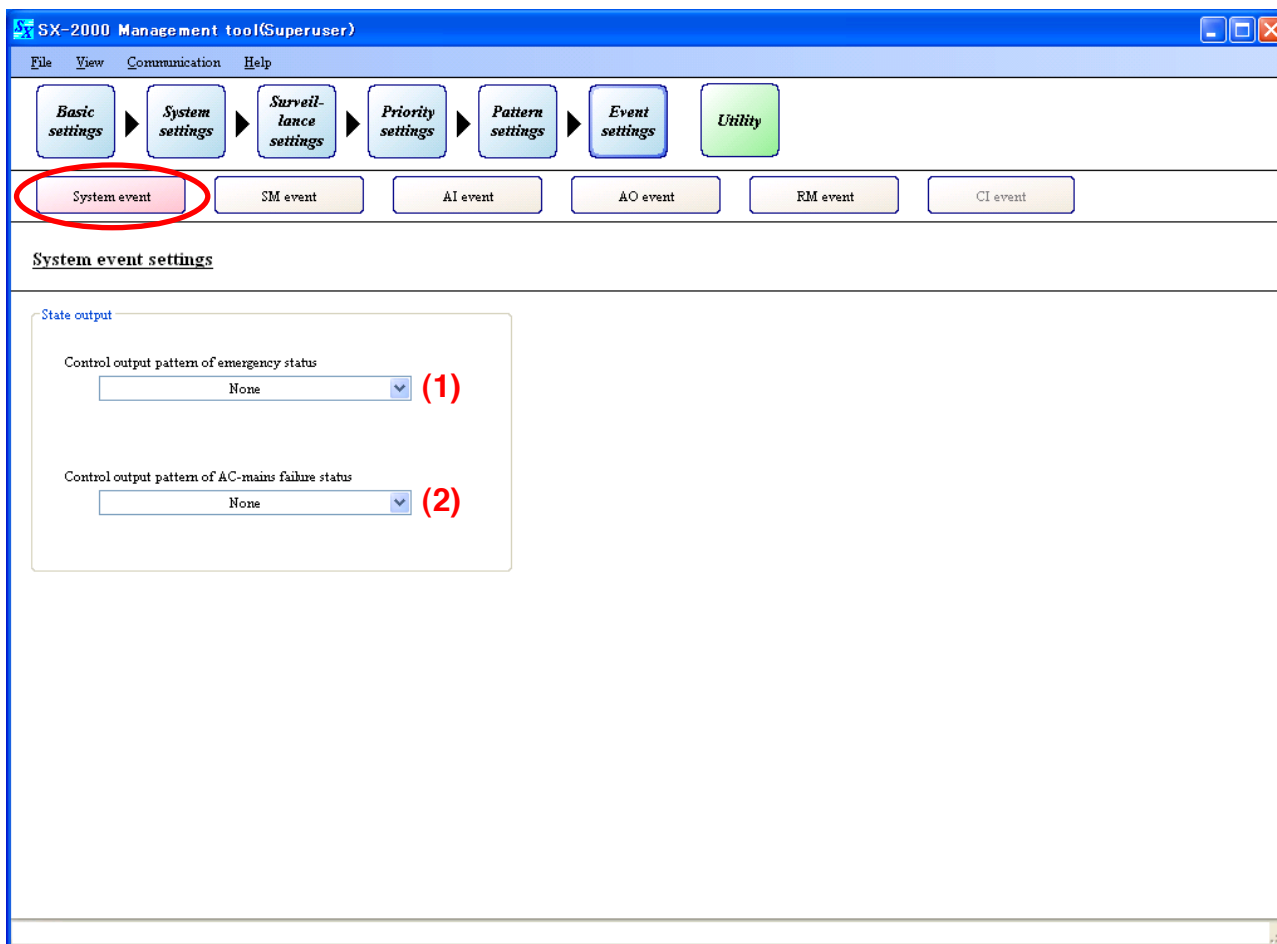 SX SX-2000 Management tool(Superuser)
File View Communication Help
Basic
settings
System
settings
Surveil-
lance
settings
Priority
settings
Pattern
settings
Event
settings
Utility
System event SM event AI event AO event RM event CI event
System event settings
State output
Control output pattern of emergency status
None (1)
Control output pattern of AC-mains failure status
None (2)